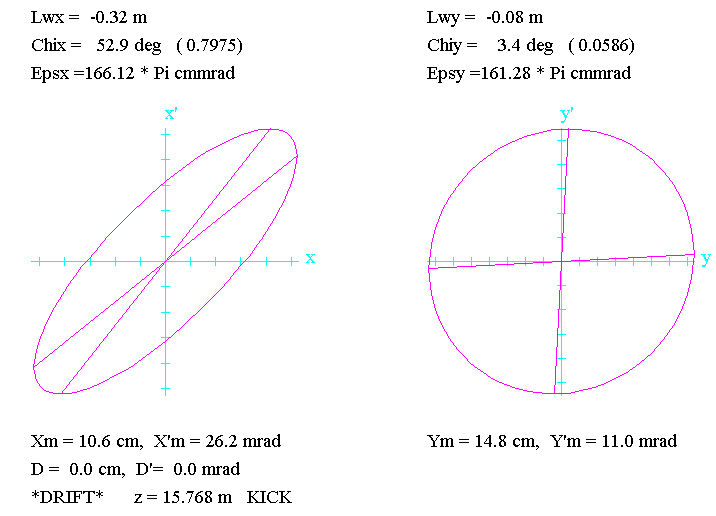 Lwx = -0.32 m
Chix = 52.9 deg ( 0.7975)
Epsx =166.12 * Pi cmmrad
Lwy = -0.08 m
Chiy = 3.4 deg ( 0.0586)
Epsy =161.28 * Pi cmmrad
x'
x
y'
y
Xm = 10.6 cm, X'm = 26.2 mrad
D = 0.0 cm, D'= 0.0 mrad
*DRIFT* z = 15.768 m KICK
Ym = 14.8 cm, Y'm = 11.0 mrad